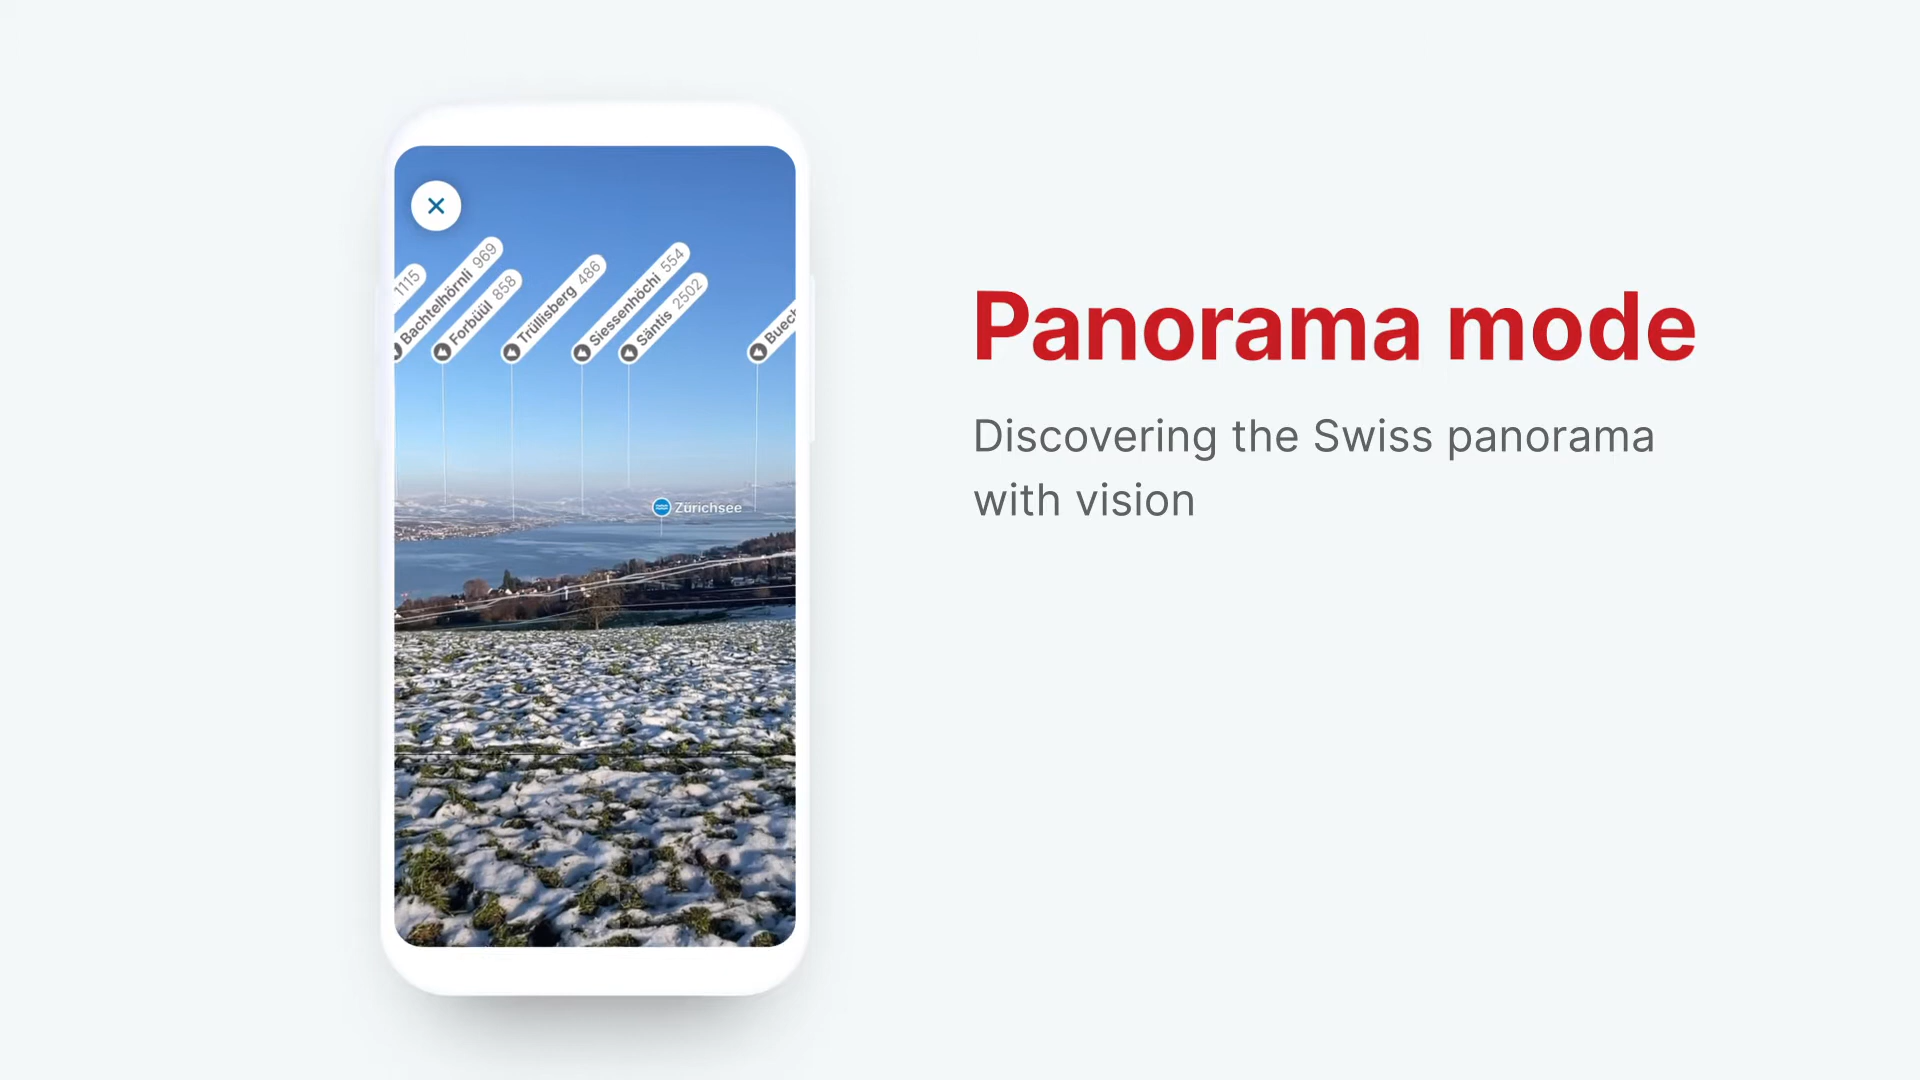 1115
Bachtelhörnli 969
Forbüül 858
Trüllisberg 486
Siessenhöchi 554
Säntis 2502
Buech
Zürichsee
Panorama mode
Discovering the Swiss panorama
with vision